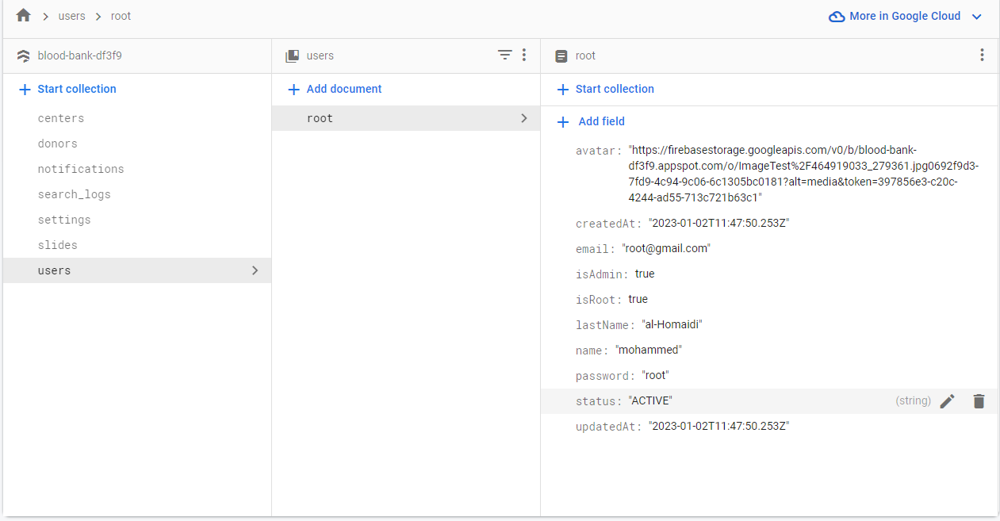 users
root
More in Google Cloud
blood-bank-df3f9
users
root
Start collection
Add document
Start collection
centers
donors
notifications
search_logs
settings
slides
users
root
Add field
avatar: "https://firebasestorage.googleapis.com/v0/b/blood-bank-
df3f9.appspot.com/o/ImageTest%2F464919033_279361.jpg0692f9d3-
7fd9-4c94-9c06-6c1305bc0181?alt=media&token=397856e3-c20c-
4244-ad55-713c721b63c1"
createdAt: "2023-01-02T11:47:50.253Z"
email: "root@gmail.com"
isAdmin: true
isRoot: true
lastName: "al-Homaidi"
name: "mohammed"
password: "root"
status: "ACTIVE" (string)
updatedAt: "2023-01-02T11:47:50.253Z"